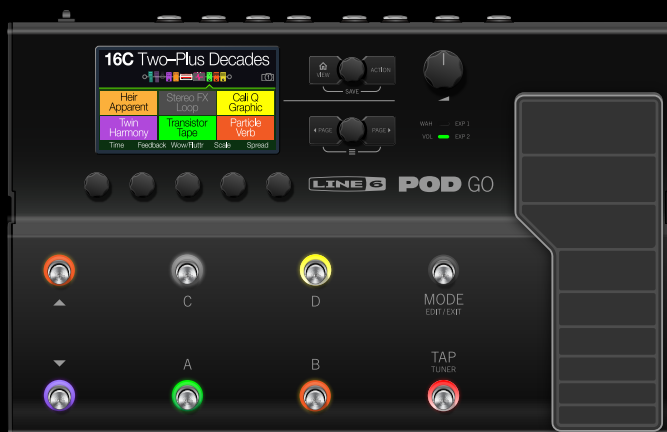 16C Two-Plus Decades
Heir Apparent
Stereo FX Loop
Cali Q Graphic
Twin Harmony
Transistor Tape
Particle Verb
Time Feedback Wow/Fluttr Scale Spread
VIEW
ACTION
SAVE
◂ PAGE
PAGE ▸
WAH EXP 1
VOL EXP 2
LINE 6
POD GO
C
D
MODE
EDIT/EXIT
A
B
TAP
TUNER